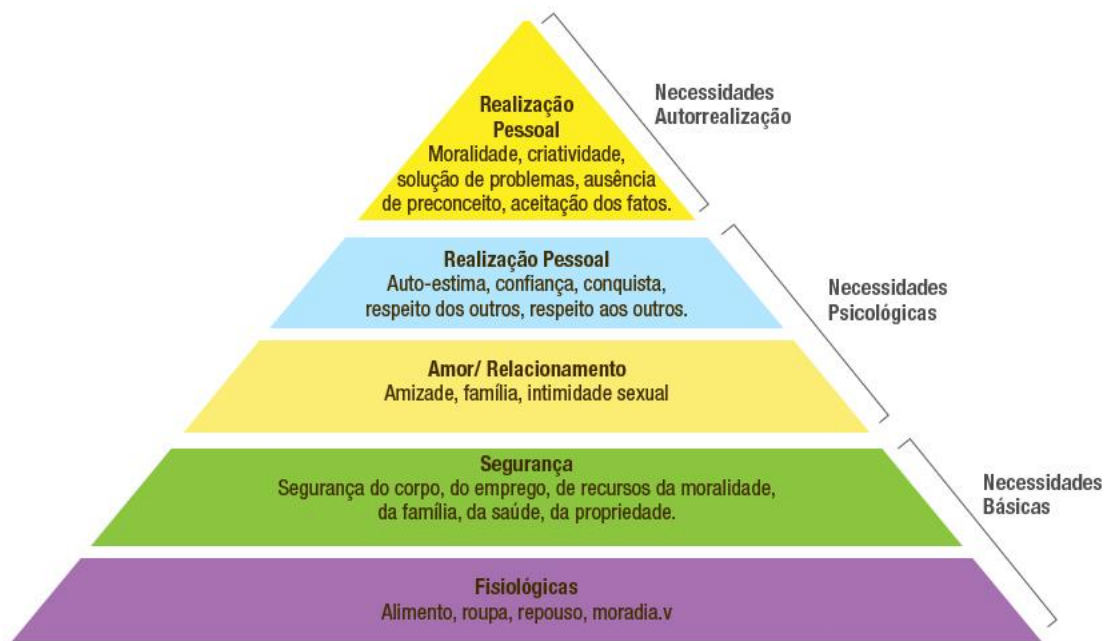 Realização
Pessoal
Moralidade, criatividade,
solução de problemas, ausência
de preconceito, aceitação dos fatos.
Necessidades
Autorrealização
Realização Pessoal
Auto-estima, confiança, conquista,
respeito dos outros, respeito aos outros.
Necessidades
Psicológicas
Amor/ Relacionamento
Amizade, família, intimidade sexual
Segurança
Segurança do corpo, do emprego, de recursos da moralidade,
da família, da saúde, da propriedade.
Necessidades
Básicas
Fisiológicas
Alimento, roupa, repouso, moradia.v